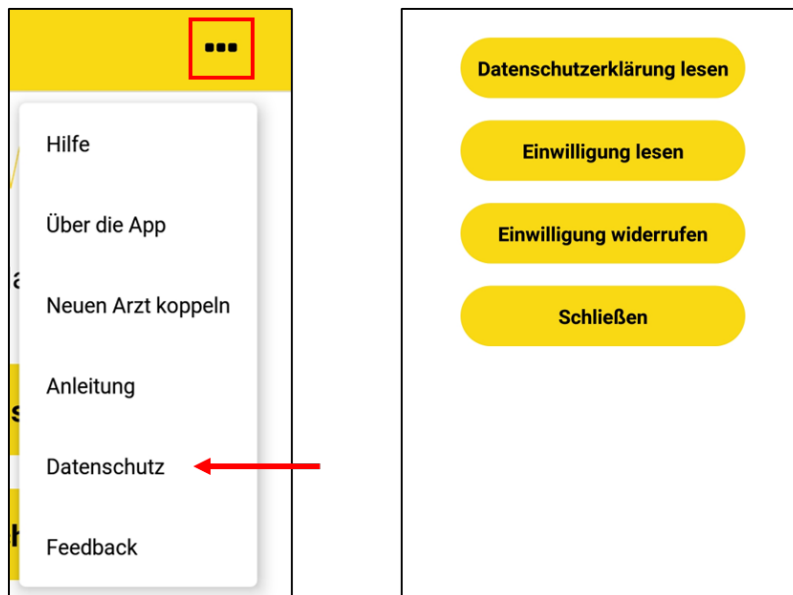 Hilfe
Über die App
Neuen Arzt koppeln
Anleitung
Datenschutz
Feedback
Datenschutzerklärung lesen
Einwilligung lesen
Einwilligung widerrufen
Schließen